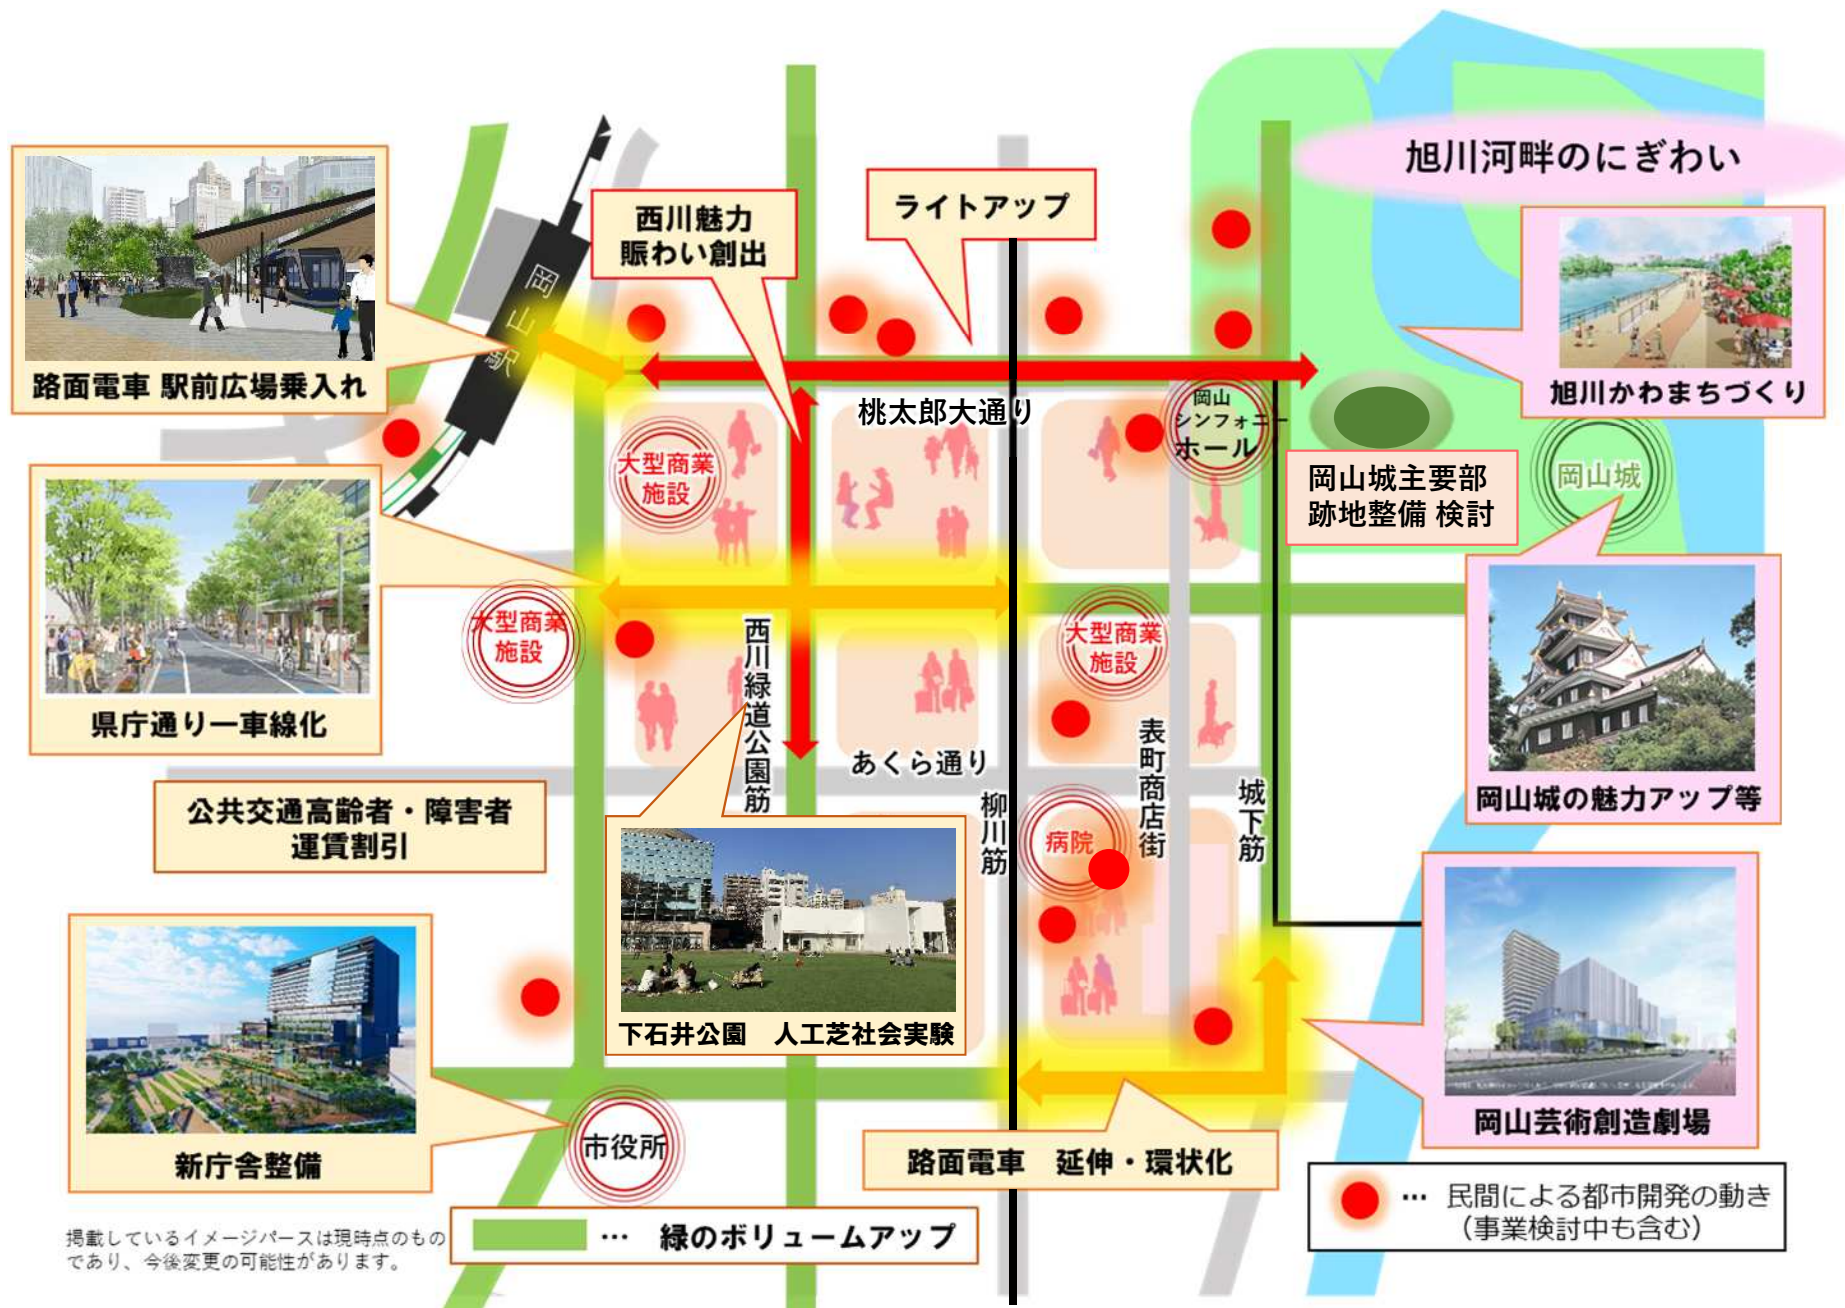 旭川河畔のにぎわい
ライトアップ
西川魅力
賑わい創出
岡山駅
路面電車 駅前広場乗入れ
旭川かわまちづくり
桃太郎大通り
岡山
シンフォニー
ホール
大型商業
施設
岡山城主要部
跡地整備 検討
岡山城
大型商業
施設
大型商業
施設
西川緑道公園筋
県庁通り一車線化
表町商店街
あくら通り
柳川筋
城下筋
岡山城の魅力アップ等
公共交通高齢者・障害者
運賃割引
病院
下石井公園 人工芝社会実験
岡山芸術創造劇場
市役所
新庁舎整備
路面電車 延伸・環状化
… 民間による都市開発の動き
（事業検討中も含む）
… 緑のボリュームアップ
掲載しているイメージパースは現時点のもの
であり、今後変更の可能性があります。